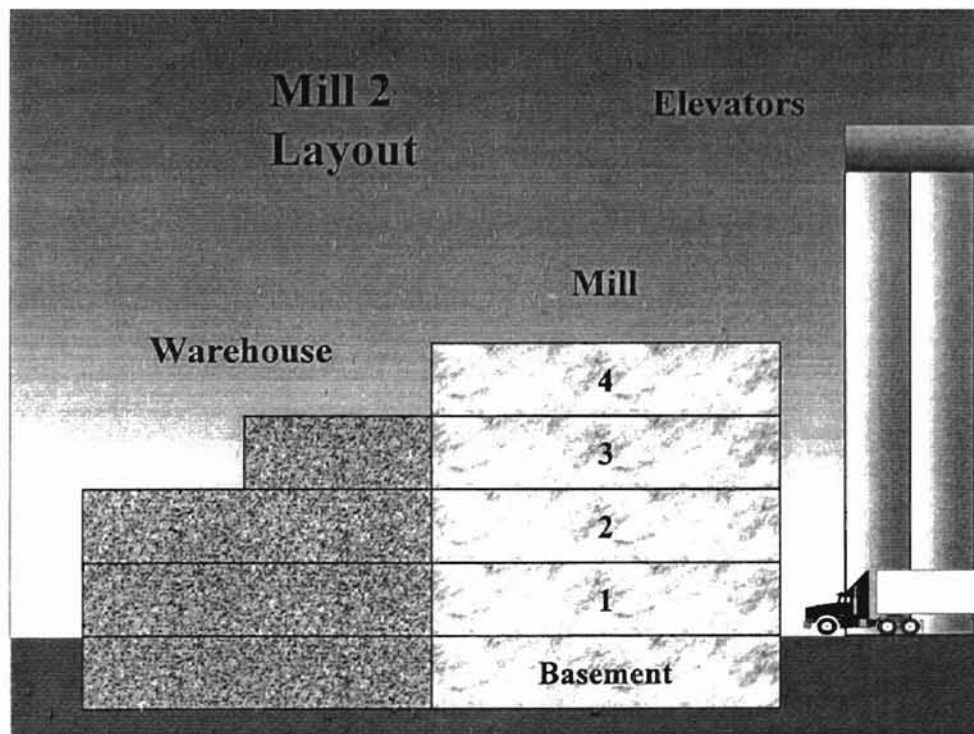 Mill 2
Layout
Elevators
Mill
Warehouse
4
3
2
1
Basement